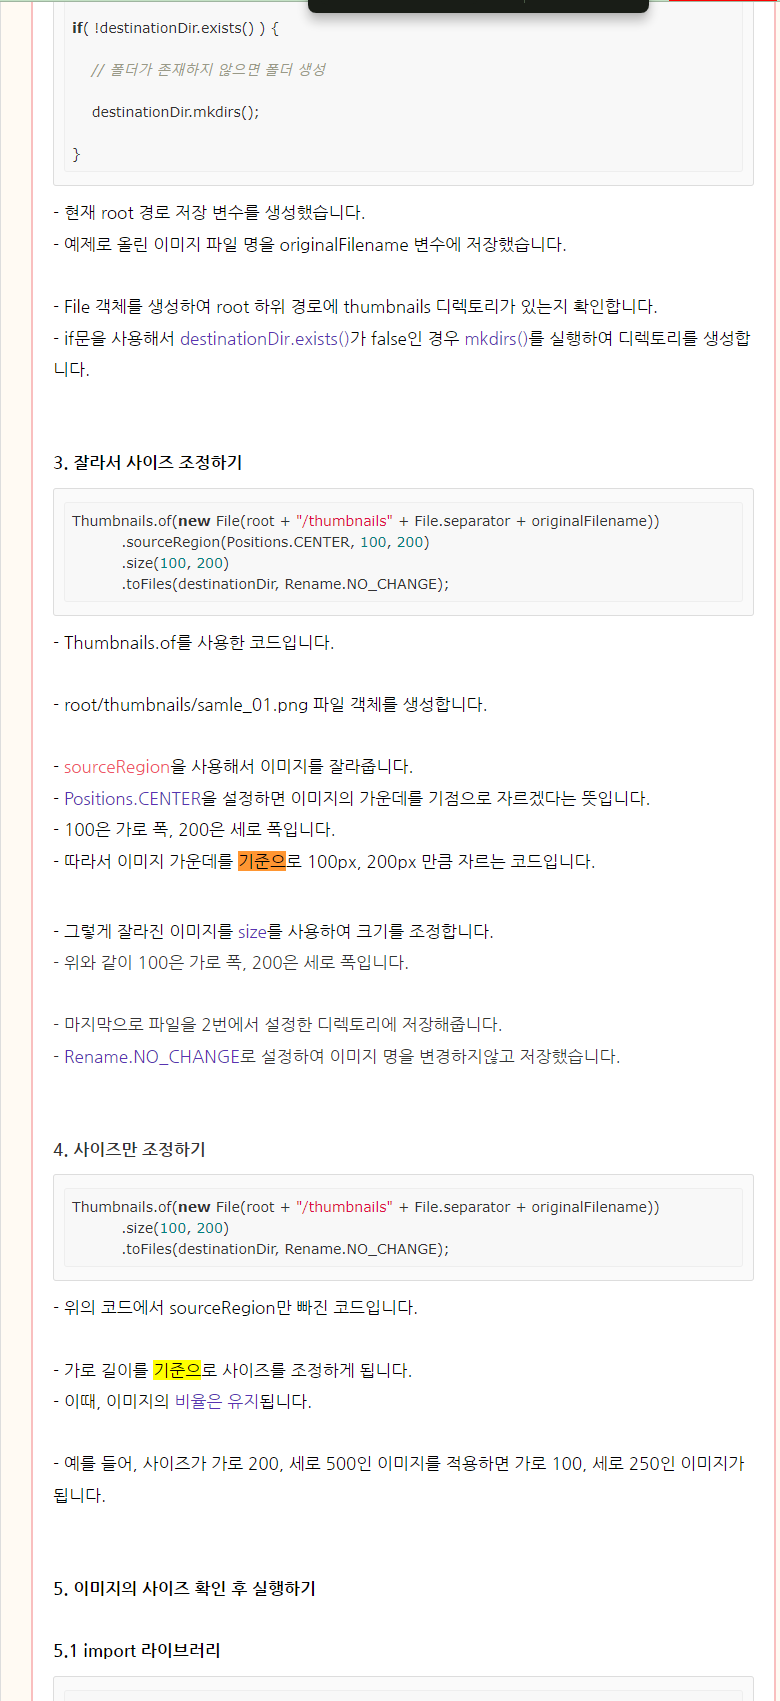 if( !destinationDir.exists() ) {
// 폴더가 존재하지 않으면 폴더 생성
destinationDir.mkdirs();
}
- 현재 root 경로 저장 변수를 생성했습니다.
- 예제로 올린 이미지 파일 명을 originalFilename 변수에 저장했습니다.
- File 객체를 생성하여 root 하위 경로에 thumbnails 디렉토리가 있는지 확인합니다.
- if문을 사용해서 destinationDir.exists()가 false인 경우 mkdirs()를 실행하여 디렉토리를 생성합
니다.
3. 잘라서 사이즈 조정하기
Thumbnails.of(new File(root + "/thumbnails" + File.separator + originalFilename))
.sourceRegion(Positions.CENTER, 100, 200)
.size(100, 200)
.toFiles(destinationDir, Rename.NO_CHANGE);
- Thumbnails.of를 사용한 코드입니다.
- root/thumbnails/samle_01.png 파일 객체를 생성합니다.
- sourceRegion을 사용해서 이미지를 잘라줍니다.
- Positions.CENTER을 설정하면 이미지의 가운데를 기점으로 자르겠다는 뜻입니다.
- 100은 가로 폭, 200은 세로 폭입니다.
- 따라서 이미지 가운데를 기준으로 100px, 200px 만큼 자르는 코드입니다.
- 그렇게 잘라진 이미지를 size를 사용하여 크기를 조정합니다.
- 위와 같이 100은 가로 폭, 200은 세로 폭입니다.
- 마지막으로 파일을 2번에서 설정한 디렉토리에 저장해줍니다.
- Rename.NO_CHANGE로 설정하여 이미지 명을 변경하지않고 저장했습니다.
4. 사이즈만 조정하기
Thumbnails.of(new File(root + "/thumbnails" + File.separator + originalFilename))
.size(100, 200)
.toFiles(destinationDir, Rename.NO_CHANGE);
- 위의 코드에서 sourceRegion만 빠진 코드입니다.
- 가로 길이를 기준으로 사이즈를 조정하게 됩니다.
- 이때, 이미지의 비율은 유지됩니다.
- 예를 들어, 사이즈가 가로 200, 세로 500인 이미지를 적용하면 가로 100, 세로 250인 이미지가
됩니다.
5. 이미지의 사이즈 확인 후 실행하기
5.1 import 라이브러리